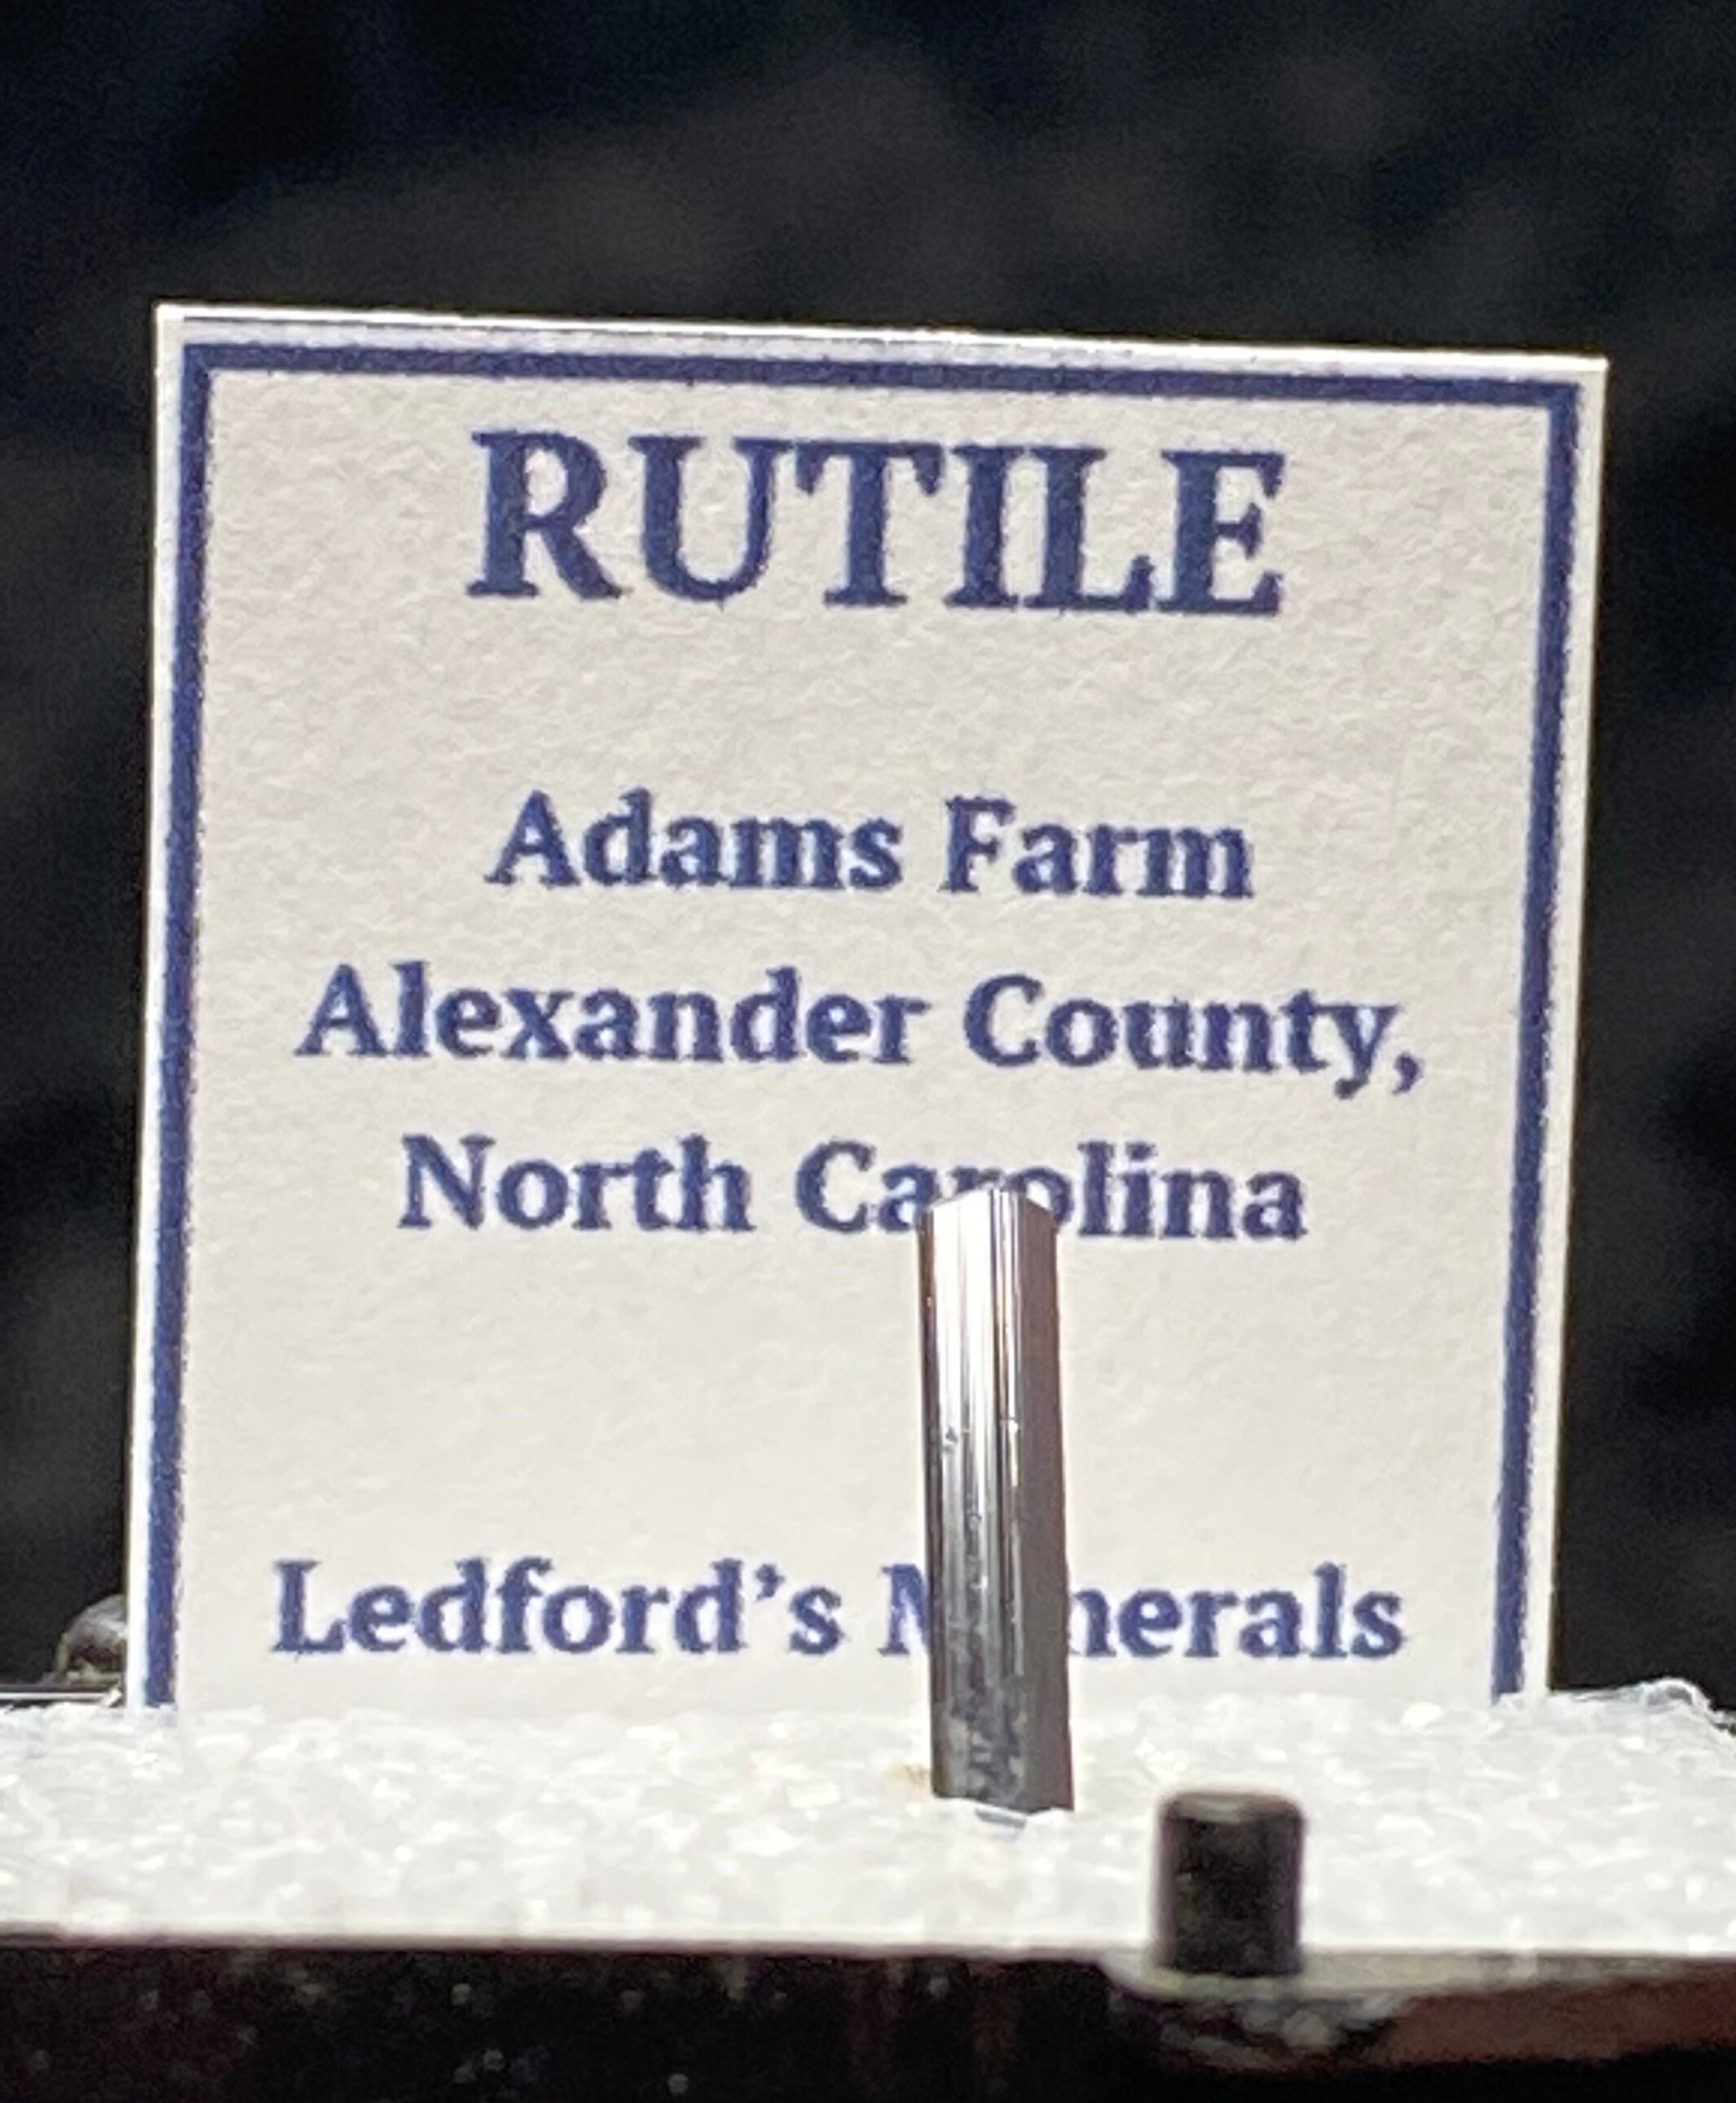 RUTILE
Adams Farm
Alexander County,
North Carolina
Ledford's Minerals